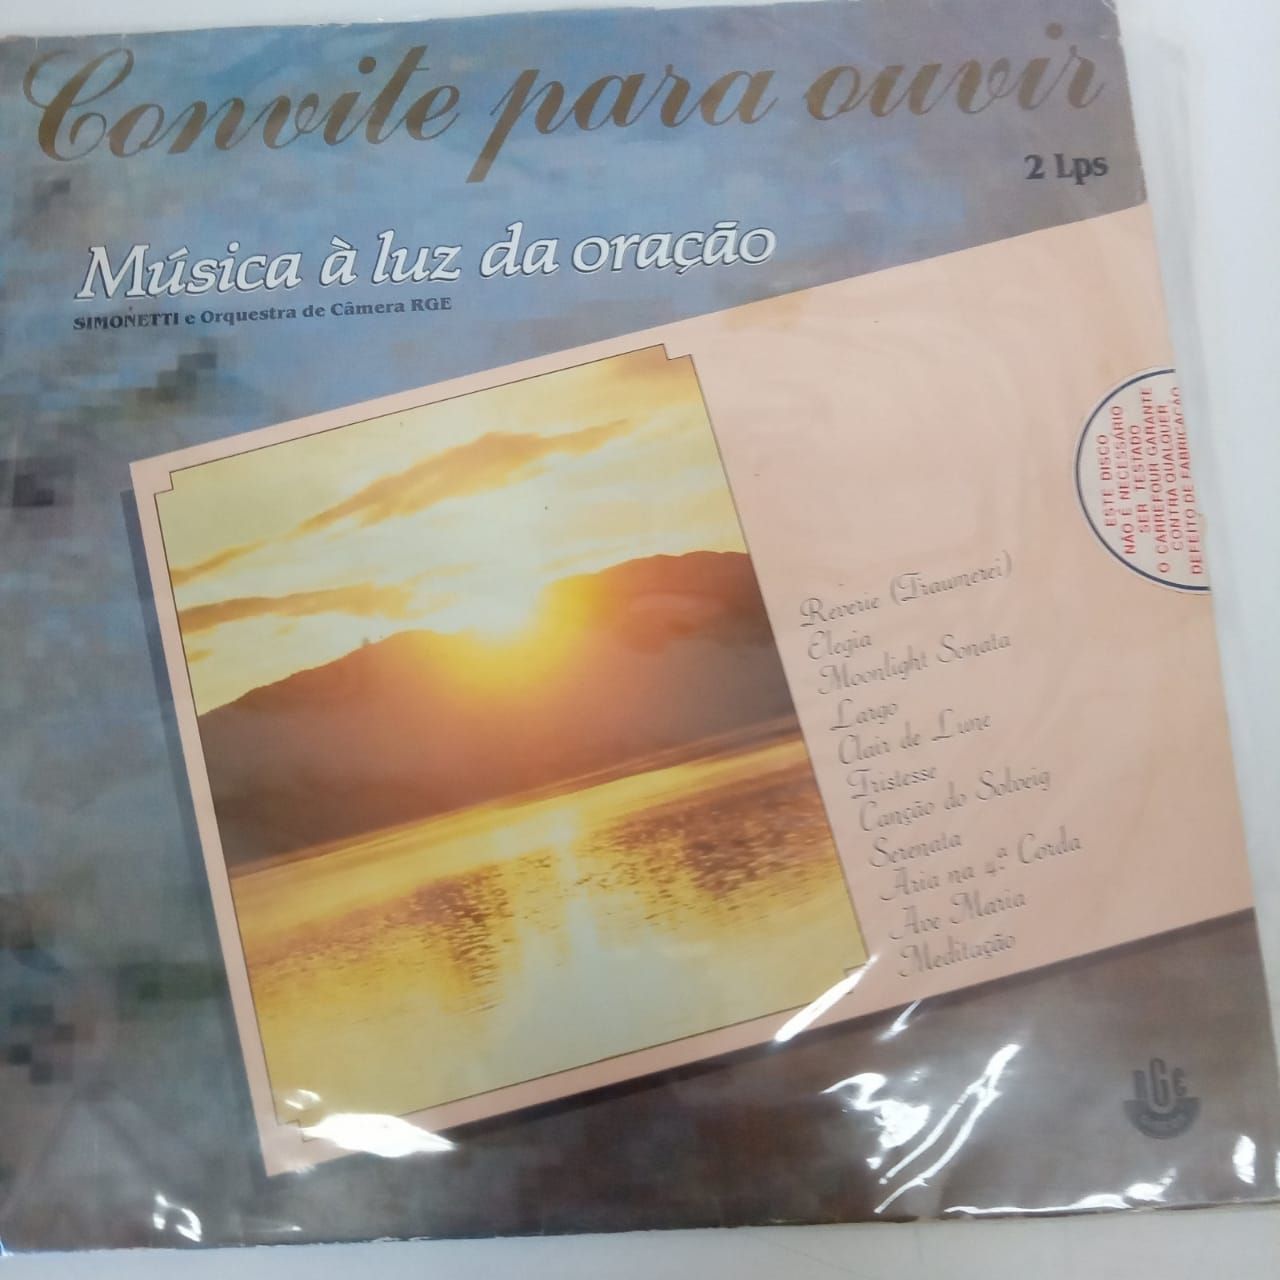 Convite para ouvir
2 Lps
Música à luz da oração
SIMONETTI e Orquestra de Câmera RGE
ESTE DISCO
NÃO É NECESSÁRIO
SER TESTADO
O CARREFOUR GARANTE
CONTRA QUALQUER
DEFEITO DE FABRICAÇÃO
Reverie (Traumerei)
Elegia
Moonlight Sonata
Largo
Clair de Lune
Tristesse
Canção do Solveig
Serenata
Ária na 4ª Corda
Ave Maria
Meditação
RGE